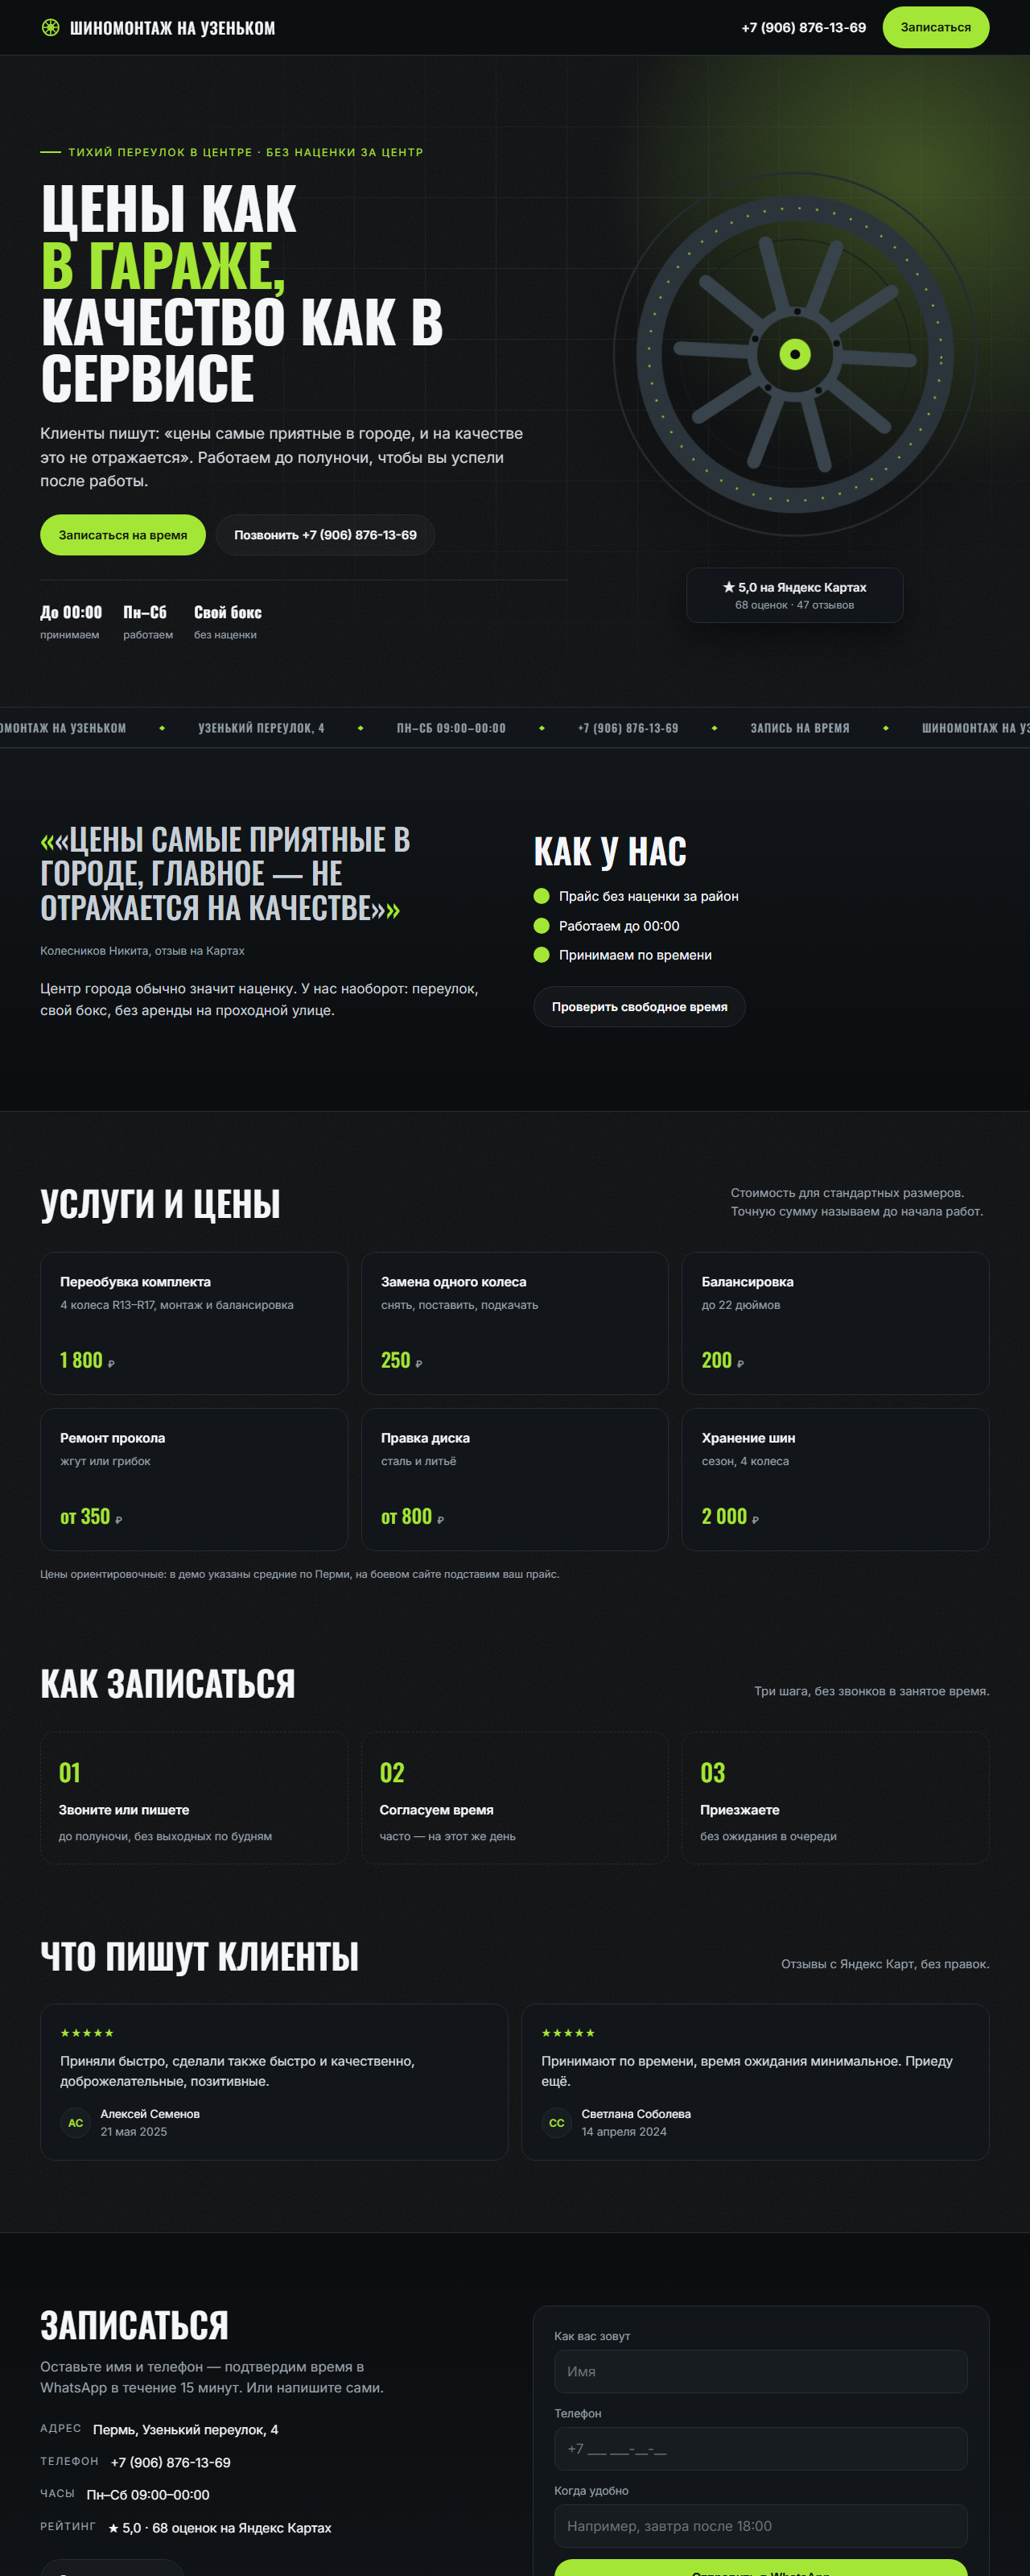 ШИНОМОНТАЖ НА УЗЕНЬКОМ
+7 (906) 876-13-69
Записаться
ТИХИЙ ПЕРЕУЛОК В ЦЕНТРЕ · БЕЗ НАЦЕНКИ ЗА ЦЕНТР
ЦЕНЫ КАК
В ГАРАЖЕ,
КАЧЕСТВО КАК В
СЕРВИСЕ
Клиенты пишут: «цены самые приятные в городе, и на качестве
это не отражается». Работаем до полуночи, чтобы вы успели
после работы.
Записаться на время
Позвонить +7 (906) 876-13-69
До 00:00
принимаем
Пн–Сб
работаем
Свой бокс
без наценки
★ 5,0 на Яндекс Картах
68 оценок · 47 отзывов
ОМОНТАЖ НА УЗЕНЬКОМ
УЗЕНЬКИЙ ПЕРЕУЛОК, 4
ПН–СБ 09:00–00:00
+7 (906) 876-13-69
ЗАПИСЬ НА ВРЕМЯ
ШИНОМОНТАЖ НА УЗ
««ЦЕНЫ САМЫЕ ПРИЯТНЫЕ В
ГОРОДЕ, ГЛАВНОЕ — НЕ
ОТРАЖАЕТСЯ НА КАЧЕСТВЕ»»
Колесников Никита, отзыв на Картах
Центр города обычно значит наценку. У нас наоборот: переулок,
свой бокс, без аренды на проходной улице.
КАК У НАС
Прайс без наценки за район
Работаем до 00:00
Принимаем по времени
Проверить свободное время
УСЛУГИ И ЦЕНЫ
Стоимость для стандартных размеров.
Точную сумму называем до начала работ.
Переобувка комплекта
4 колеса R13–R17, монтаж и балансировка
1 800 ₽
Замена одного колеса
снять, поставить, подкачать
250 ₽
Балансировка
до 22 дюймов
200 ₽
Ремонт прокола
жгут или грибок
от 350 ₽
Правка диска
сталь и литьё
от 800 ₽
Хранение шин
сезон, 4 колеса
2 000 ₽
Цены ориентировочные: в демо указаны средние по Перми, на боевом сайте подставим ваш прайс.
КАК ЗАПИСАТЬСЯ
Три шага, без звонков в занятое время.
01
Звоните или пишете
до полуночи, без выходных по будням
02
Согласуем время
часто — на этот же день
03
Приезжаете
без ожидания в очереди
ЧТО ПИШУТ КЛИЕНТЫ
Отзывы с Яндекс Карт, без правок.
★★★★★
Приняли быстро, сделали также быстро и качественно,
доброжелательные, позитивные.
АС
Алексей Семенов
21 мая 2025
★★★★★
Принимают по времени, время ожидания минимальное. Приеду
ещё.
СС
Светлана Соболева
14 апреля 2024
ЗАПИСАТЬСЯ
Оставьте имя и телефон — подтвердим время в
WhatsApp в течение 15 минут. Или напишите сами.
АДРЕС Пермь, Узенький переулок, 4
ТЕЛЕФОН +7 (906) 876-13-69
ЧАСЫ Пн–Сб 09:00–00:00
РЕЙТИНГ ★ 5,0 · 68 оценок на Яндекс Картах
Как вас зовут
Имя
Телефон
+7 ___ ___-__-__
Когда удобно
Например, завтра после 18:00